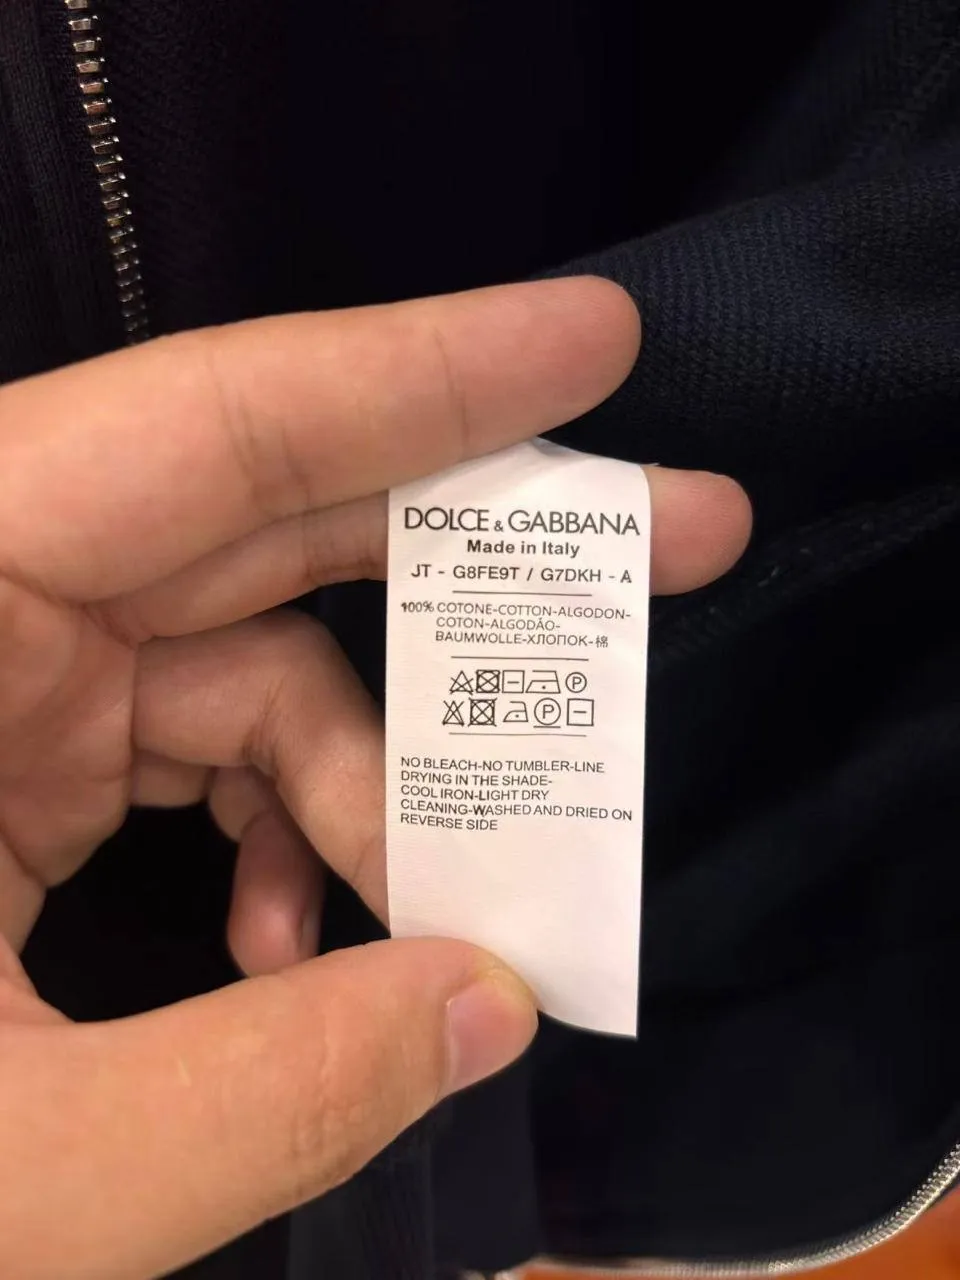 DOLCE & GABBANA
Made in Italy
JT - G8FE9T / G7DKH - A
100% COTONE-COTTON-ALGODON-
COTON-ALGODÃO-
BAUMWOLLE-ХЛОПОК-棉
P
P
NO BLEACH-NO TUMBLER-LINE
DRYING IN THE SHADE-
COOL IRON-LIGHT DRY
CLEANING-WASHED AND DRIED ON
REVERSE SIDE